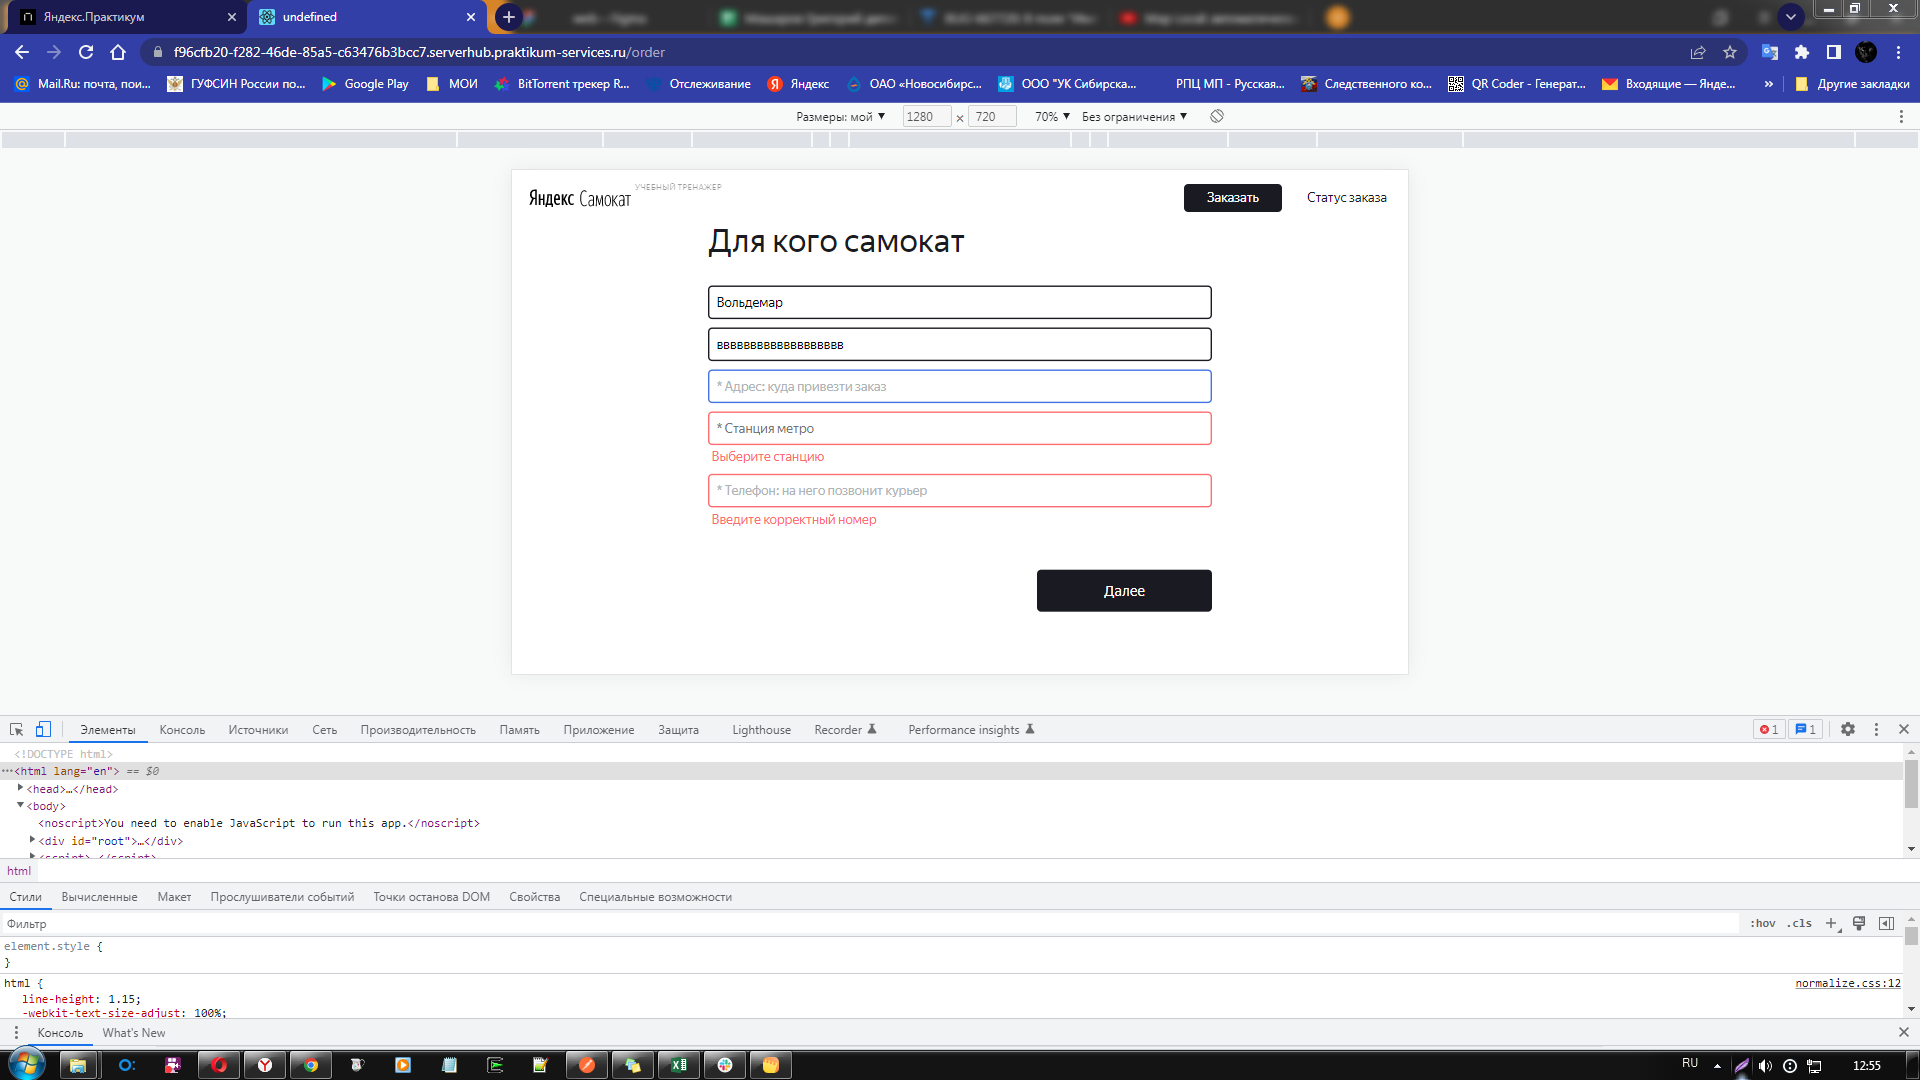 Яндекс.Практикум
undefined
f96cfb20-f282-46de-85a5-c63476b3bcc7.serverhub.praktikum-services.ru/order
Mail.Ru: почта, пои...
ГУФСИН России по...
Google Play
МОИ
BitTorrent трекер R...
Отслеживание
Яндекс
ОАО «Новосибирс...
ООО "УК Сибирска...
РПЦ МП - Русская...
Следственного ко...
QR Coder - Генерат...
Входящие — Янде...
»
Другие закладки
Размеры: мой ▼
1280 × 720
70% ▼
Без ограничения ▼
Яндекс Самокат
УЧЕБНЫЙ ТРЕНАЖЕР
Заказать
Статус заказа
Для кого самокат
Вольдемар
ввввввввввввввввввв
* Адрес: куда привезти заказ
* Станция метро
Выберите станцию
* Телефон: на него позвонит курьер
Введите корректный номер
Далее
Элементы
Консоль
Источники
Сеть
Производительность
Память
Приложение
Защита
Lighthouse
Recorder
Performance insights
1
1
<!DOCTYPE html>
···<html lang="en"> == $0
<head>…</head>
<body>
<noscript>You need to enable JavaScript to run this app.</noscript>
<div id="root">…</div>
<script>…</script>
html
Стили
Вычисленные
Макет
Прослушиватели событий
Точки останова DOM
Свойства
Специальные возможности
Фильтр
:hov
.cls
element.style {
}
html {
normalize.css:12
line-height: 1.15;
-webkit-text-size-adjust: 100%;
Консоль
What's New
RU
12:55